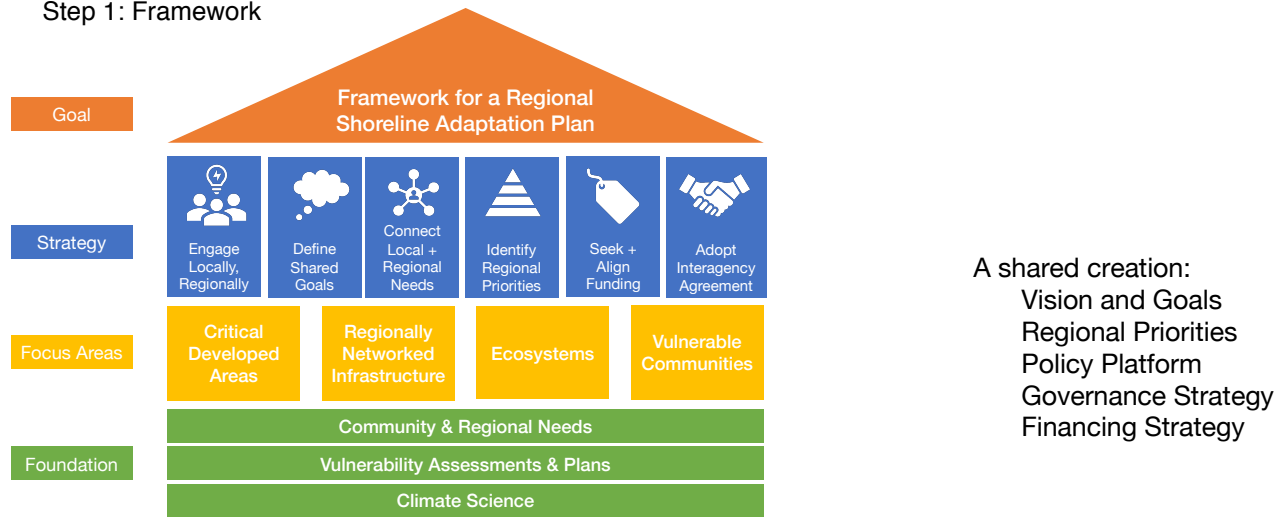 Step 1: Framework
Goal
Framework for a Regional
Shoreline Adaptation Plan
Strategy
Engage
Locally,
Regionally
Define
Shared
Goals
Connect
Local +
Regional
Needs
Identify
Regional
Priorities
Seek +
Align
Funding
Adopt
Interagency
Agreement
Focus Areas
Critical
Developed
Areas
Regionally
Networked
Infrastructure
Ecosystems
Vulnerable
Communities
Foundation
Community & Regional Needs
Vulnerability Assessments & Plans
Climate Science
A shared creation:
Vision and Goals
Regional Priorities
Policy Platform
Governance Strategy
Financing Strategy